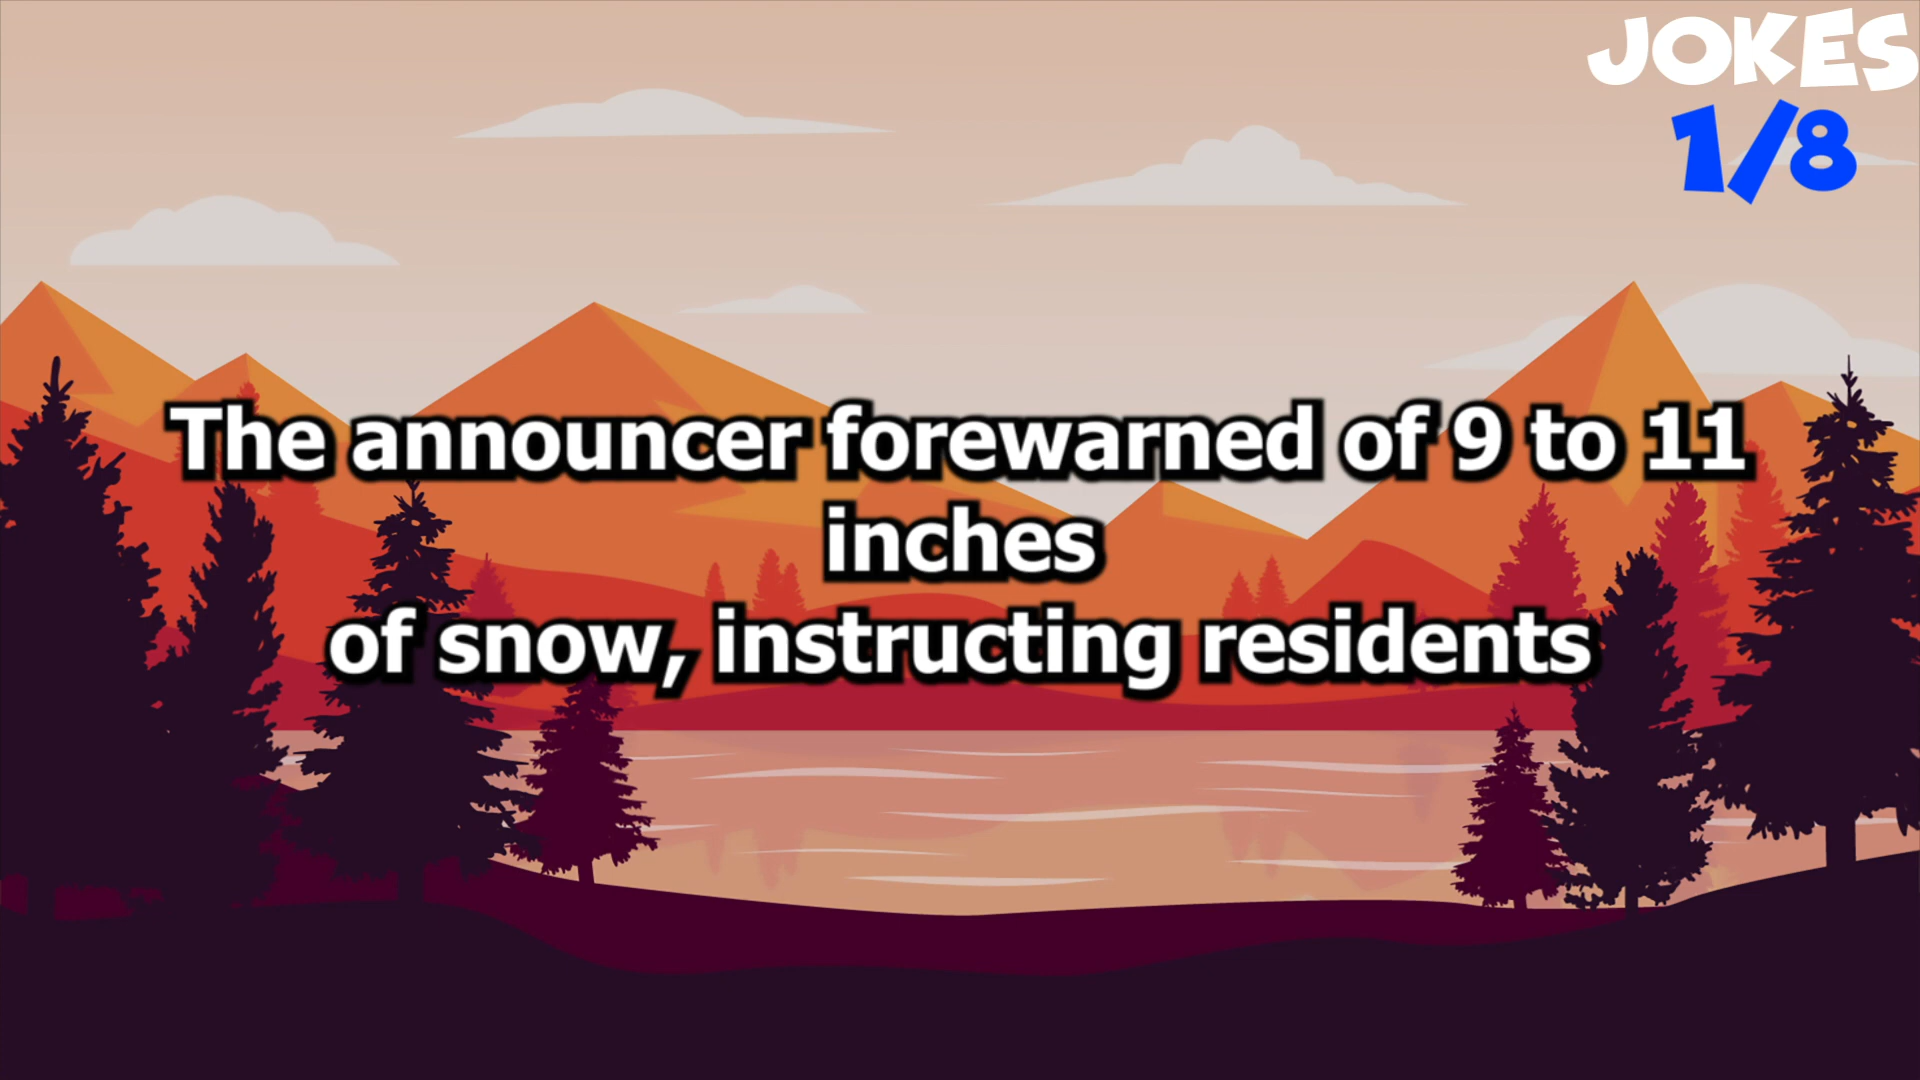 JOKES
1/8
The announcer forewarned of 9 to 11
inches
of snow, instructing residents